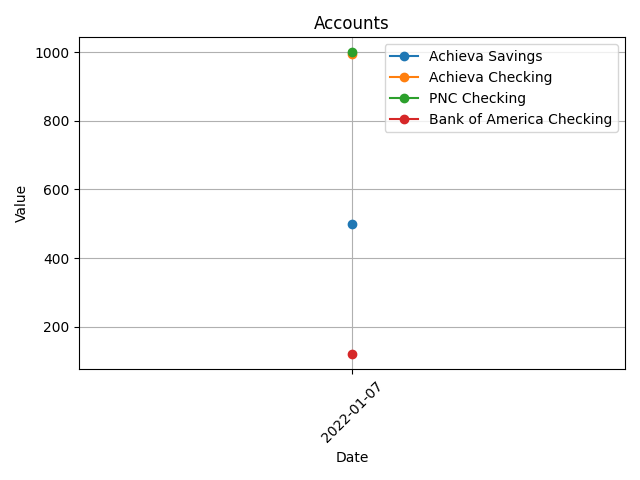 Accounts
Achieva Savings
Achieva Checking
PNC Checking
Bank of America Checking
1000
800
600
400
200
Value
2022-01-07
Date